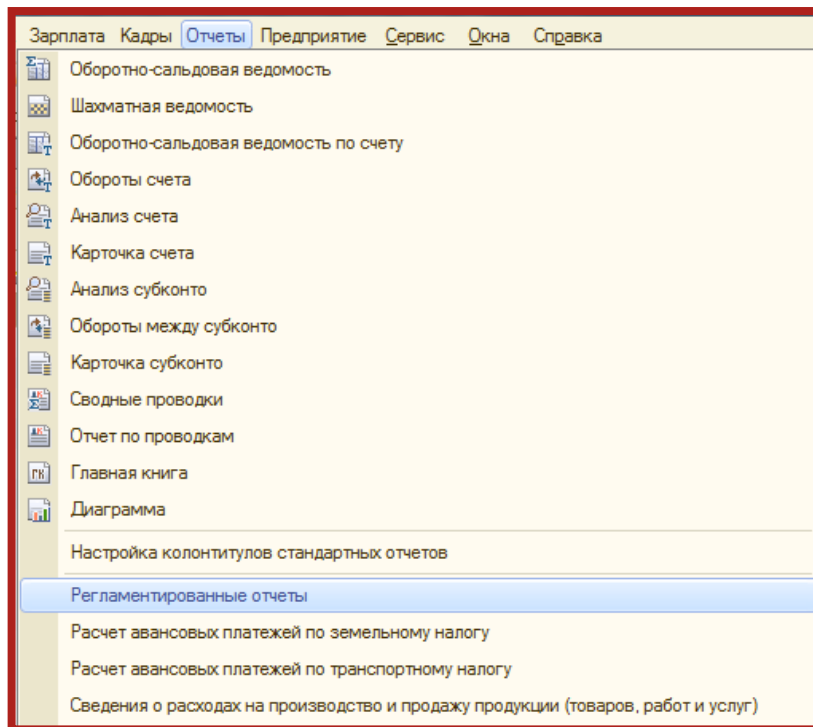 Зарплата Кадры Отчеты Предприятие Сервис Окна Справка
Оборотно-сальдовая ведомость
Шахматная ведомость
Оборотно-сальдовая ведомость по счету
Обороты счета
Анализ счета
Карточка счета
Анализ субконто
Обороты между субконто
Карточка субконто
Сводные проводки
Отчет по проводкам
Главная книга
Диаграмма
Настройка колонтитулов стандартных отчетов
Регламентированные отчеты
Расчет авансовых платежей по земельному налогу
Расчет авансовых платежей по транспортному налогу
Сведения о расходах на производство и продажу продукции (товаров, работ и услуг)